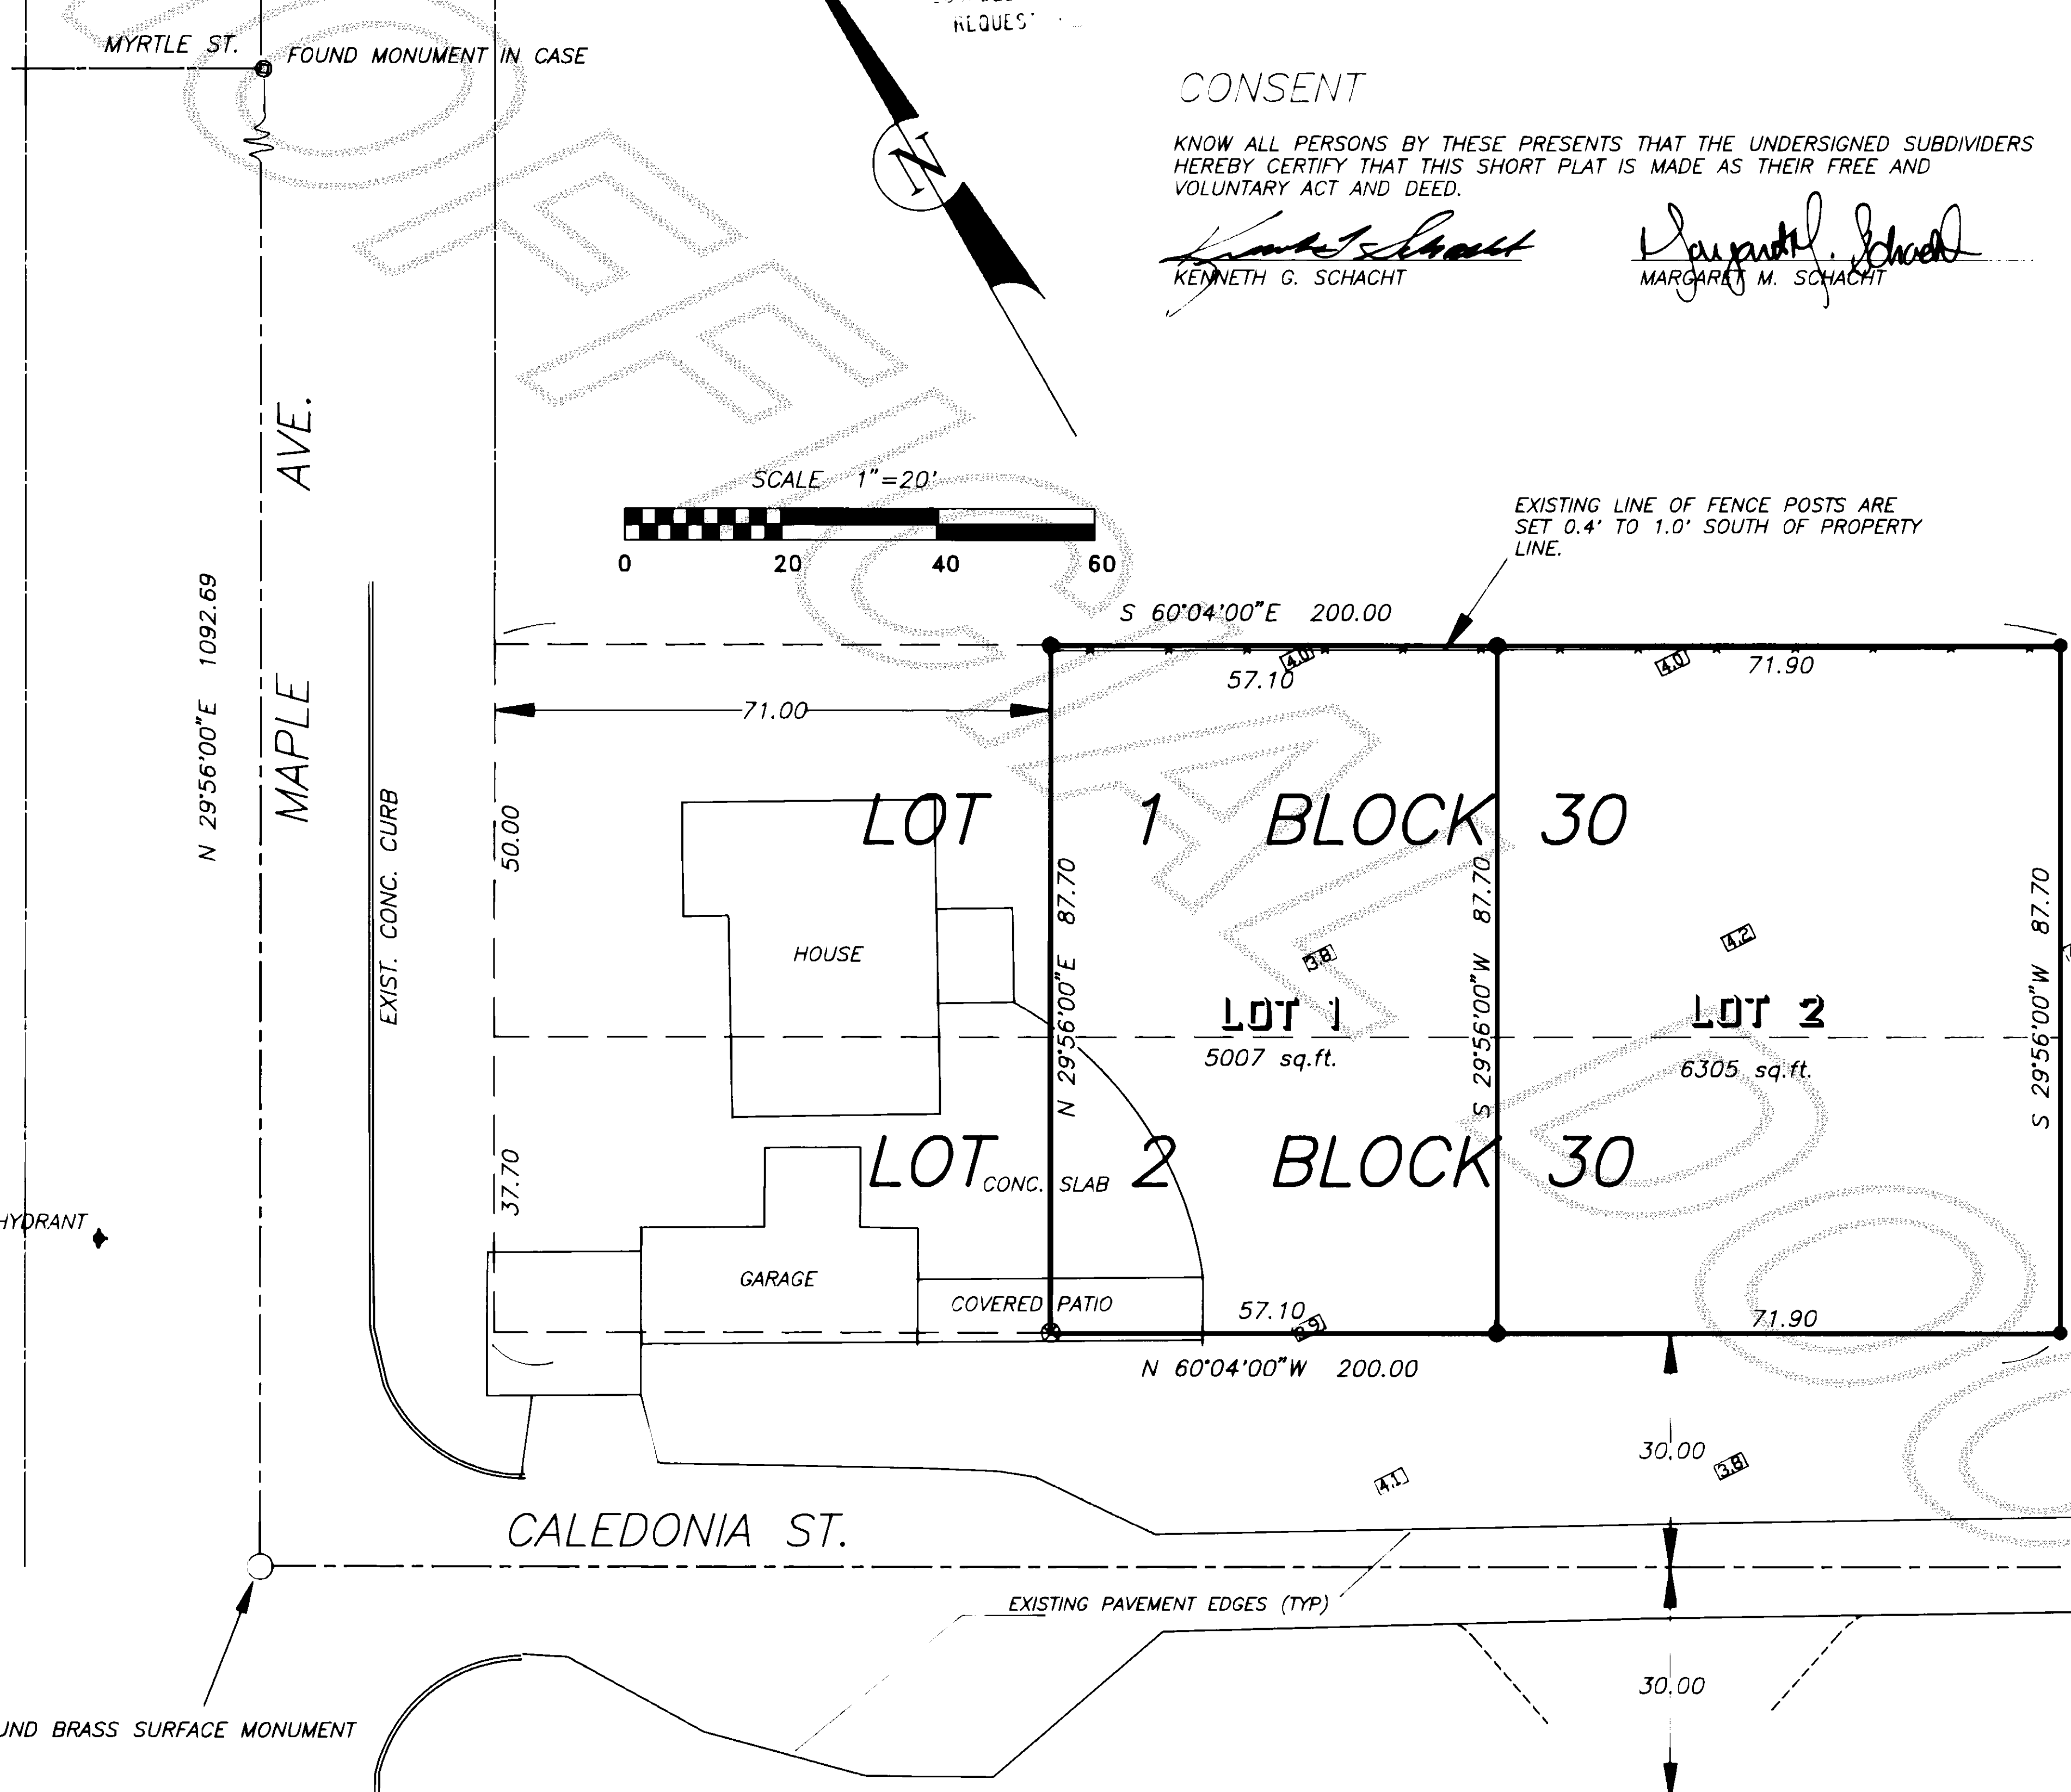 REQUEST
MYRTLE ST.
FOUND MONUMENT IN CASE
N
CONSENT
KNOW ALL PERSONS BY THESE PRESENTS THAT THE UNDERSIGNED SUBDIVIDERS
HEREBY CERTIFY THAT THIS SHORT PLAT IS MADE AS THEIR FREE AND
VOLUNTARY ACT AND DEED.
KENNETH G. SCHACHT
MARGARET M. SCHACHT
SCALE 1"=20'
0 20 40 60
EXISTING LINE OF FENCE POSTS ARE
SET 0.4' TO 1.0' SOUTH OF PROPERTY
LINE.
N 29°56'00"E 1092.69
MAPLE AVE.
EXIST. CONC. CURB
S 60°04'00"E 200.00
4.0
57.10
4.0
71.90
71.00
50.00
LOT 1 BLOCK 30
HOUSE
N 29°56'00"E 87.70
S 29°56'00"W 87.70
S 29°56'00"W 87.70
3.8
4.2
LOT 1
5007 sq.ft.
LOT 2
6305 sq.ft.
37.70
LOT 2 BLOCK 30
CONC. SLAB
HYDRANT
GARAGE
COVERED PATIO
57.10
3.9
71.90
N 60°04'00"W 200.00
30.00
4.1
3.8
CALEDONIA ST.
EXISTING PAVEMENT EDGES (TYP)
30.00
UND BRASS SURFACE MONUMENT
UNOFFICIAL DOC